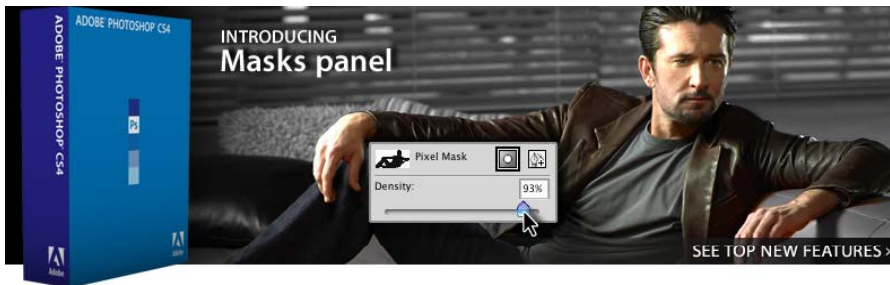 ADOBE PHOTOSHOP CS4
ADOBE PHOTOSHOP CS4
Ps
Adobe
Adobe
INTRODUCING
Masks panel
Pixel Mask
Density:
93%
SEE TOP NEW FEATURES ›